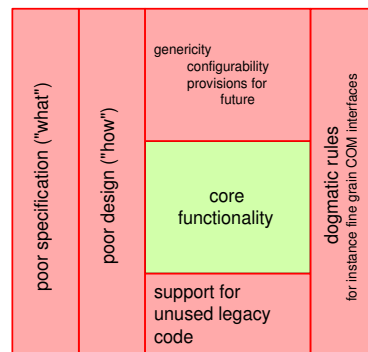 poor specification ("what")
poor design ("how")
genericity
configurability
provisions for
future
core
functionality
support for
unused legacy
code
dogmatic rules
for instance fine grain COM interfaces